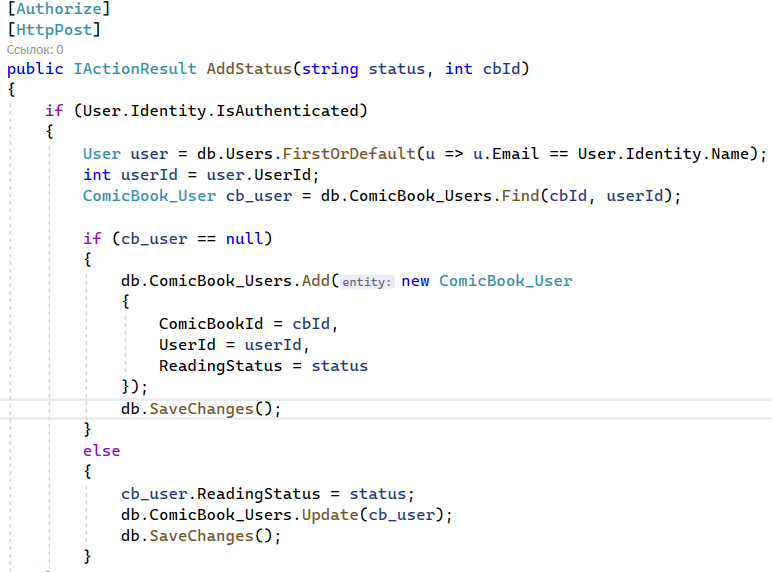 [Authorize]
[HttpPost]
Ссылок: 0
public IActionResult AddStatus(string status, int cbId)
{
    if (User.Identity.IsAuthenticated)
    {
        User user = db.Users.FirstOrDefault(u => u.Email == User.Identity.Name);
        int userId = user.UserId;
        ComicBook_User cb_user = db.ComicBook_Users.Find(cbId, userId);

        if (cb_user == null)
        {
            db.ComicBook_Users.Add(entity: new ComicBook_User
            {
                ComicBookId = cbId,
                UserId = userId,
                ReadingStatus = status
            });
            db.SaveChanges();
        }
        else
        {
            cb_user.ReadingStatus = status;
            db.ComicBook_Users.Update(cb_user);
            db.SaveChanges();
        }